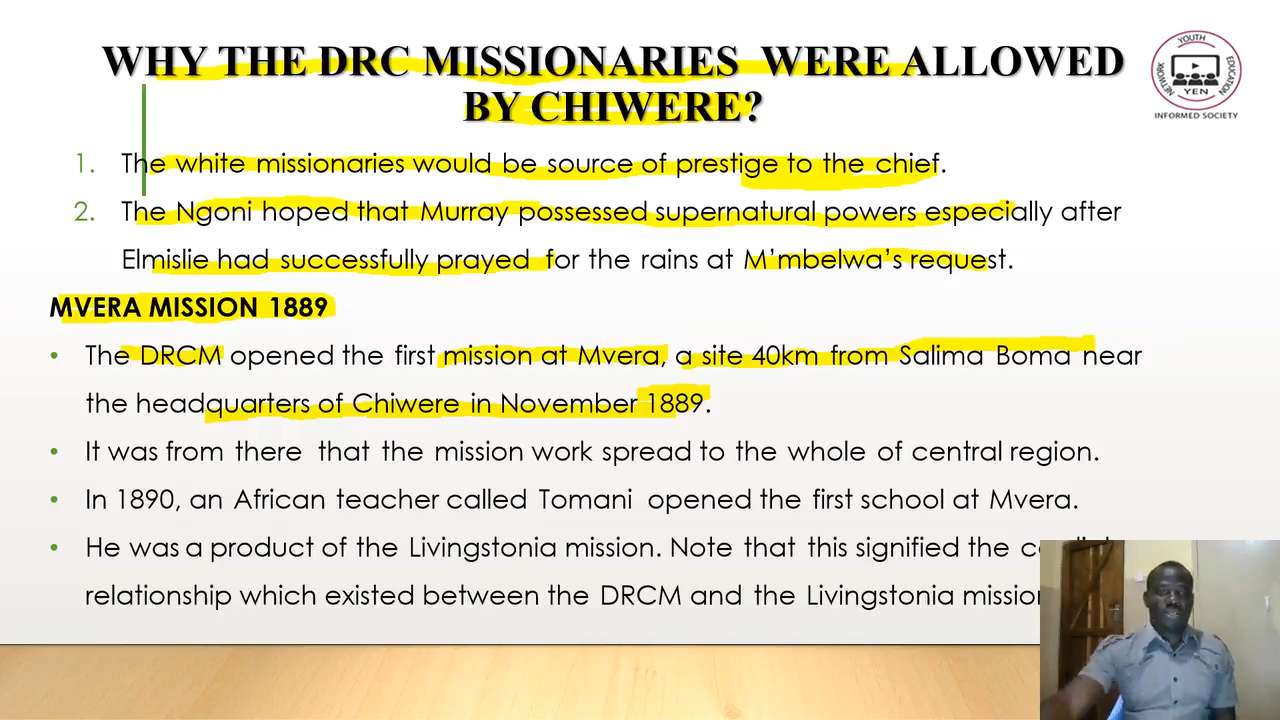 WHY THE DRC MISSIONARIES WERE ALLOWED
BY CHIWERE?
YOUTH
EDUCATION
NETWORK
YEN
INFORMED SOCIETY
1. The white missionaries would be source of prestige to the chief.
2. The Ngoni hoped that Murray possessed supernatural powers especially after
Elmislie had successfully prayed for the rains at M’mbelwa’s request.
MVERA MISSION 1889
• The DRCM opened the first mission at Mvera, a site 40km from Salima Boma near
the headquarters of Chiwere in November 1889.
• It was from there that the mission work spread to the whole of central region.
• In 1890, an African teacher called Tomani opened the first school at Mvera.
• He was a product of the Livingstonia mission. Note that this signified the
relationship which existed between the DRCM and the Livingstonia mission